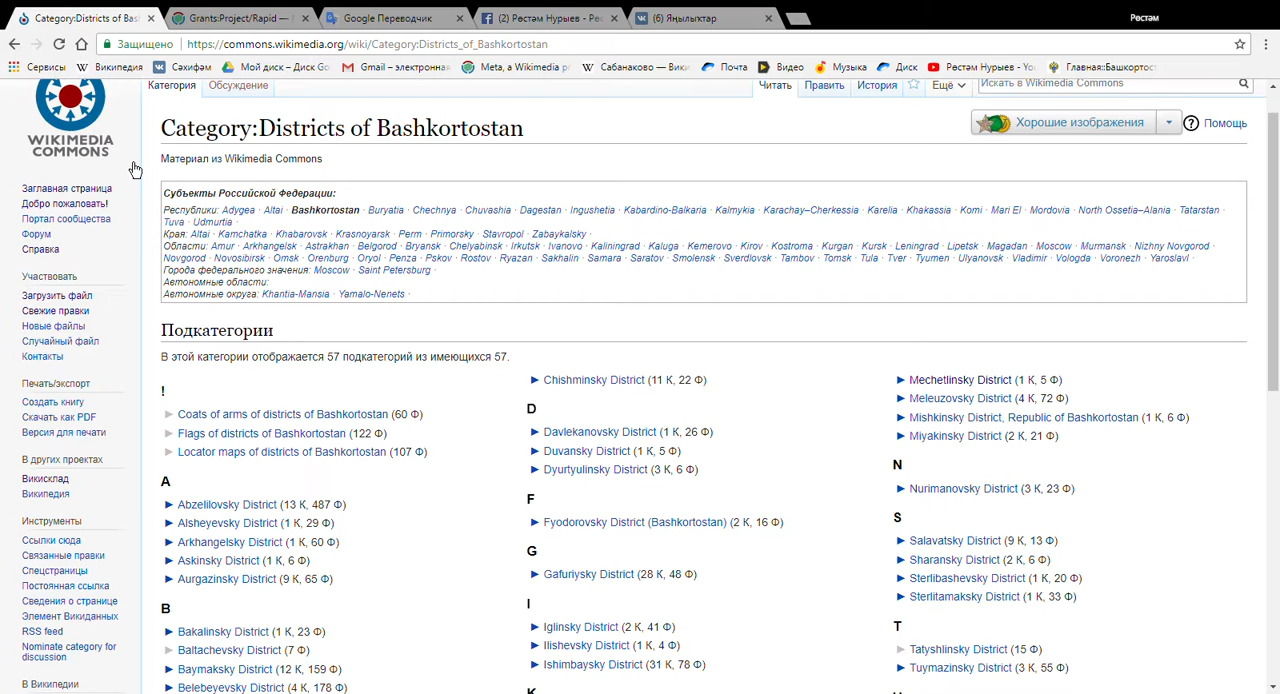 Category:Districts of Bas
Grants:Project/Rapid —
Google Переводчик
(2) Рәстәм Нурыев - Рес
(6) Яңылыҡтар
Рәстәм
Защищено
https://commons.wikimedia.org/wiki/Category:Districts_of_Bashkortostan
Сервисы
Википедия
Сәхифәм
Мой диск – Диск Go
Gmail – электронная
Meta, a Wikimedia pr
Сабанаково — Вики
Почта
Видео
Музыка
Диск
Рәстәм Нурыев - You
Главная::Башкортос
WIKIMEDIA
COMMONS
Категория
Обсуждение
Читать
Править
История
Ещё
Искать в Wikimedia Commons
Category:Districts of Bashkortostan
Хорошие изображения
Помощь
Материал из Wikimedia Commons
Субъекты Российской Федерации:
Республики: Adygea · Altai · Bashkortostan · Buryatia · Chechnya · Chuvashia · Dagestan · Ingushetia · Kabardino-Balkaria · Kalmykia · Karachay–Cherkessia · Karelia · Khakassia · Komi · Mari El · Mordovia · North Ossetia–Alania · Tatarstan ·
Tuva · Udmurtia ·
Края: Altai · Kamchatka · Khabarovsk · Krasnoyarsk · Perm · Primorsky · Stavropol · Zabaykalsky ·
Области: Amur · Arkhangelsk · Astrakhan · Belgorod · Bryansk · Chelyabinsk · Irkutsk · Ivanovo · Kaliningrad · Kaluga · Kemerovo · Kirov · Kostroma · Kurgan · Kursk · Leningrad · Lipetsk · Magadan · Moscow · Murmansk · Nizhny Novgorod ·
Novgorod · Novosibirsk · Omsk · Orenburg · Oryol · Penza · Pskov · Rostov · Ryazan · Sakhalin · Samara · Saratov · Smolensk · Sverdlovsk · Tambov · Tomsk · Tula · Tver · Tyumen · Ulyanovsk · Vladimir · Vologda · Voronezh · Yaroslavl ·
Города федерального значения: Moscow · Saint Petersburg ·
Автономные области:
Автономные округа: Khantia-Mansia · Yamalo-Nenets ·
Подкатегории
В этой категории отображается 57 подкатегорий из имеющихся 57.
!
Coats of arms of districts of Bashkortostan (60 Ф)
Flags of districts of Bashkortostan (122 Ф)
Locator maps of districts of Bashkortostan (107 Ф)
A
Abzelilovsky District (13 К, 487 Ф)
Alsheyevsky District (1 К, 29 Ф)
Arkhangelsky District (1 К, 60 Ф)
Askinsky District (1 К, 6 Ф)
Aurgazinsky District (9 К, 65 Ф)
B
Bakalinsky District (1 К, 23 Ф)
Baltachevsky District (7 Ф)
Baymaksky District (12 К, 159 Ф)
Belebeyevsky District (4 К, 178 Ф)
Chishminsky District (11 К, 22 Ф)
D
Davlekanovsky District (1 К, 26 Ф)
Duvansky District (1 К, 5 Ф)
Dyurtyulinsky District (3 К, 6 Ф)
F
Fyodorovsky District (Bashkortostan) (2 К, 16 Ф)
G
Gafuriysky District (28 К, 48 Ф)
I
Iglinsky District (2 К, 41 Ф)
Ilishevsky District (1 К, 4 Ф)
Ishimbaysky District (31 К, 78 Ф)
K
Mechetlinsky District (1 К, 5 Ф)
Meleuzovsky District (4 К, 72 Ф)
Mishkinsky District, Republic of Bashkortostan (1 К, 6 Ф)
Miyakinsky District (2 К, 21 Ф)
N
Nurimanovsky District (3 К, 23 Ф)
S
Salavatsky District (9 К, 13 Ф)
Sharansky District (2 К, 6 Ф)
Sterlibashevsky District (1 К, 20 Ф)
Sterlitamaksky District (1 К, 33 Ф)
T
Tatyshlinsky District (15 Ф)
Tuymazinsky District (3 К, 55 Ф)
Заглавная страница
Добро пожаловать!
Портал сообщества
Форум
Справка
Участвовать
Загрузить файл
Свежие правки
Новые файлы
Случайный файл
Контакты
Печать/экспорт
Создать книгу
Скачать как PDF
Версия для печати
В других проектах
Викисклад
Википедия
Инструменты
Ссылки сюда
Связанные правки
Спецстраницы
Постоянная ссылка
Сведения о странице
Элемент Викиданных
RSS feed
Nominate category for
discussion
В Википедии